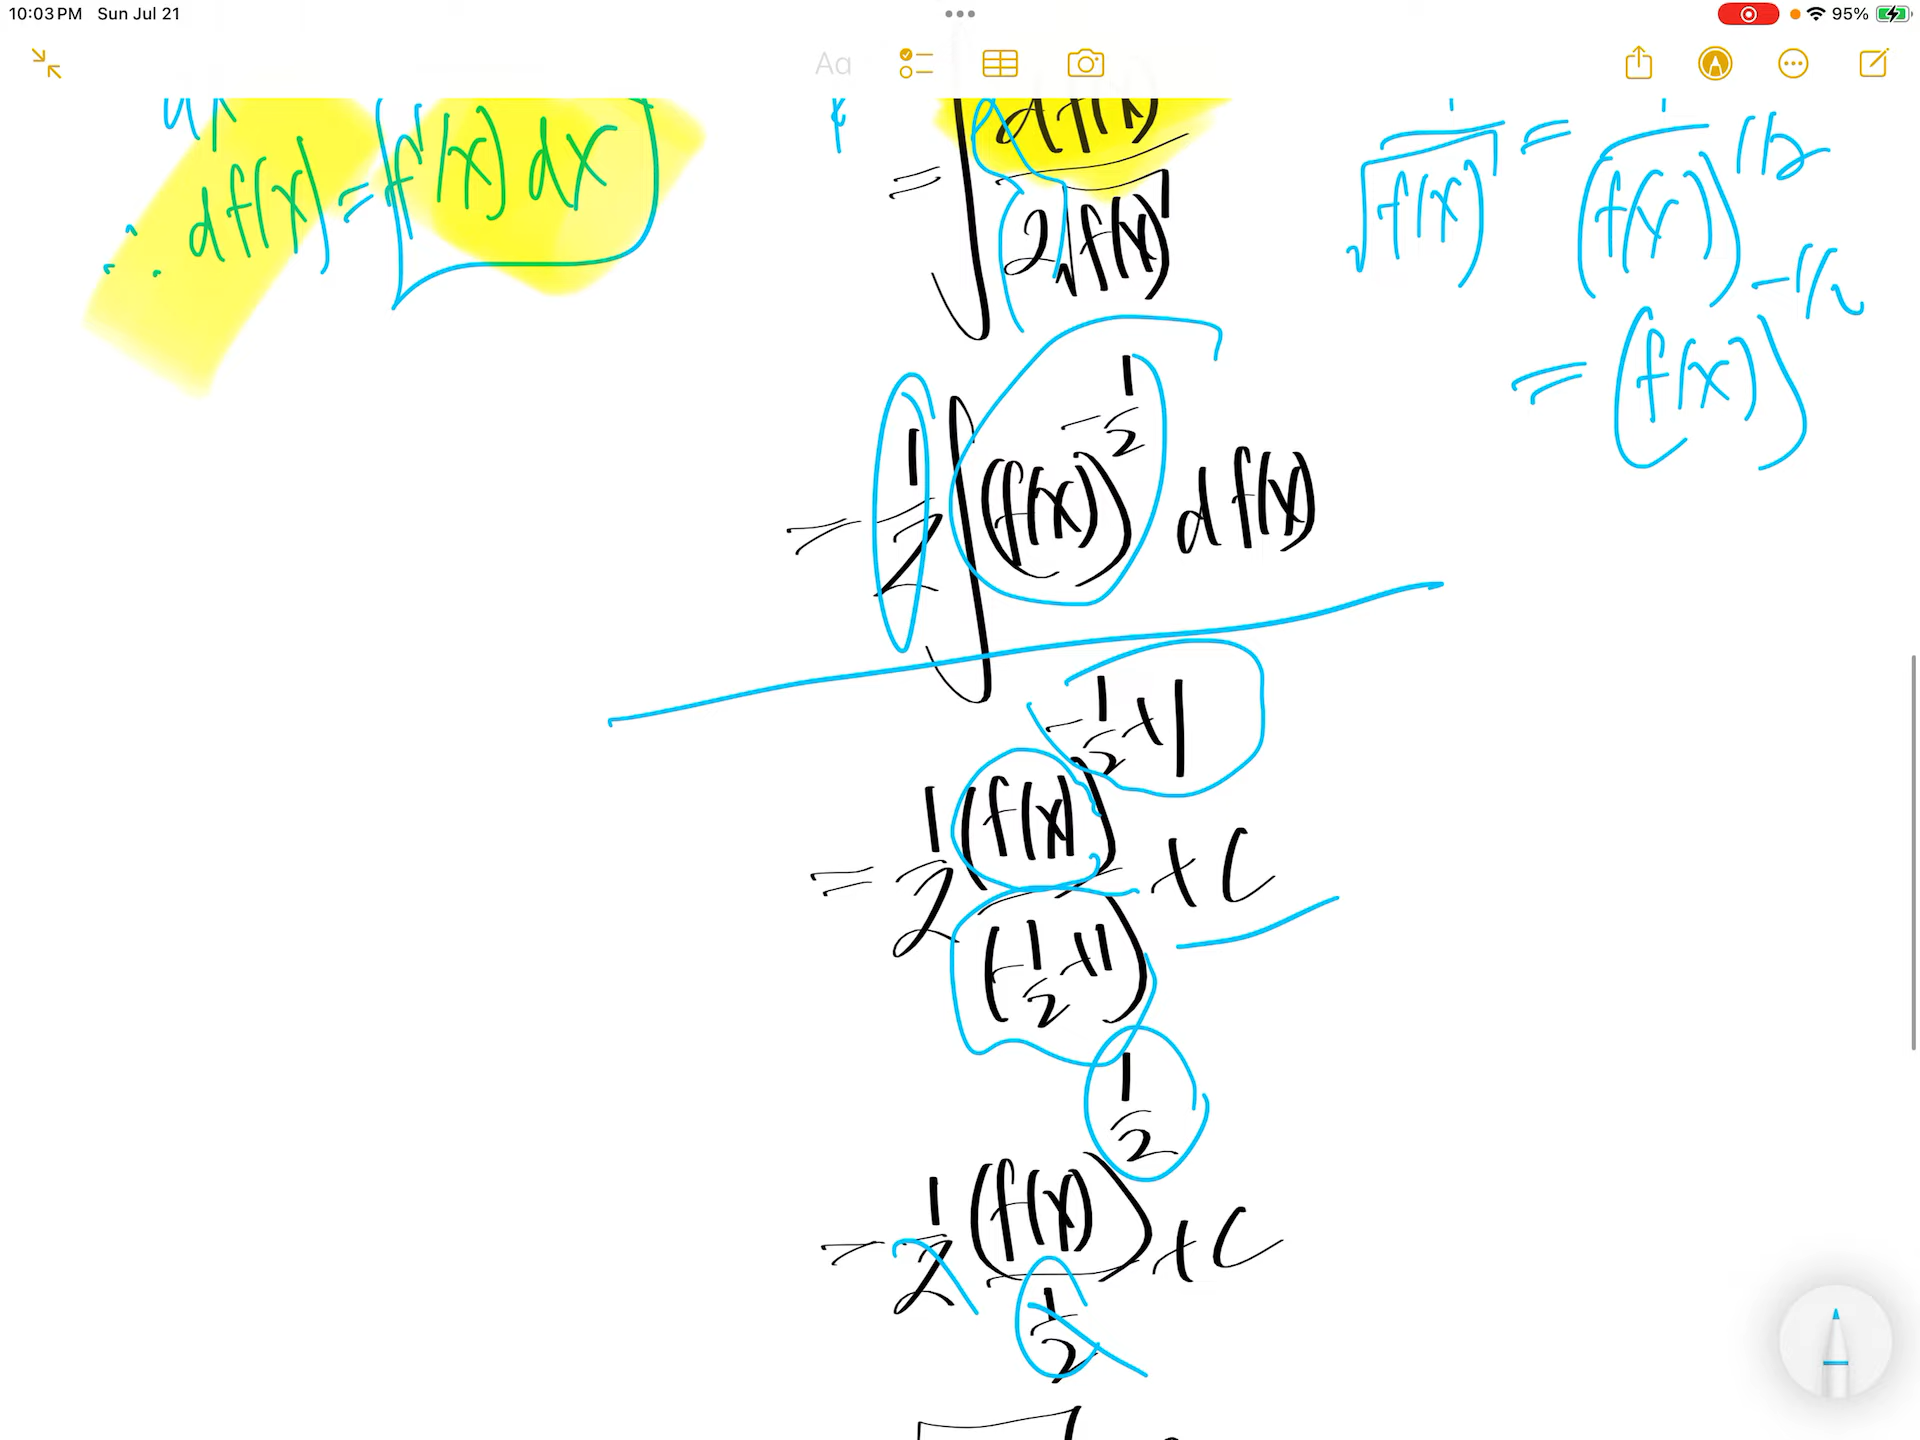 10:03 PM Sun Jul 21
95%
Aa
dx
∴ df(x) = f'(x) dx
= ∫ df(x) / 2√f(x)
1/√f(x) = 1/(f(x))^1/2
= (f(x))^-1/2
= 1/2 ∫ (f(x))^-1/2 df(x)
= 1/2 (f(x))^(-1/2+1) / (-1/2+1) + C
= 1/2 (f(x))^1/2 / 1/2 + C